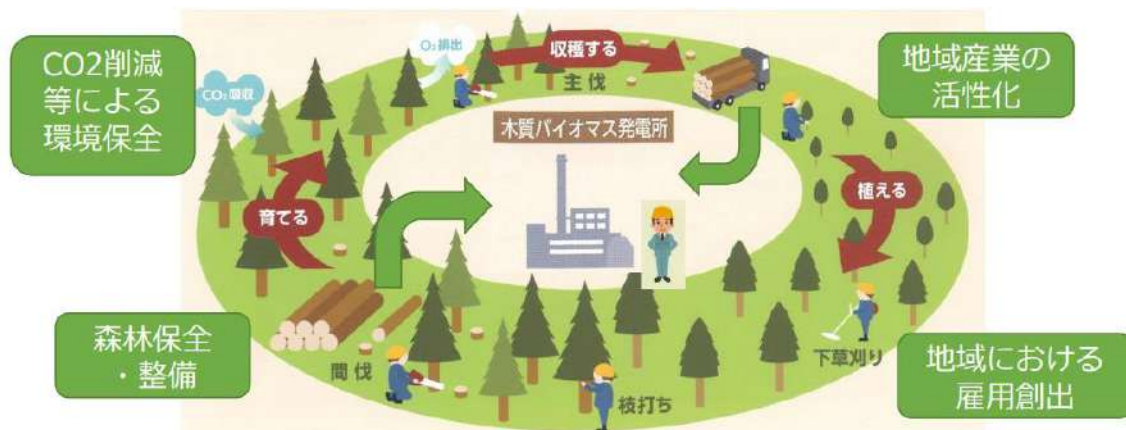 CO2削減
等による
環境保全
O₂排出
CO₂吸収
収穫する
主伐
木質バイオマス発電所
地域産業の
活性化
育てる
植える
森林保全
・整備
間伐
枝打ち
下草刈り
地域における
雇用創出